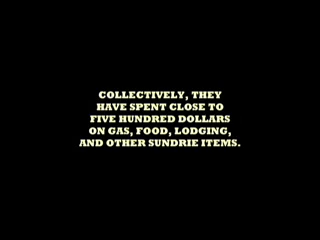 COLLECTIVELY, THEY
HAVE SPENT CLOSE TO
FIVE HUNDRED DOLLARS
ON GAS, FOOD, LODGING,
AND OTHER SUNDRIE ITEMS.